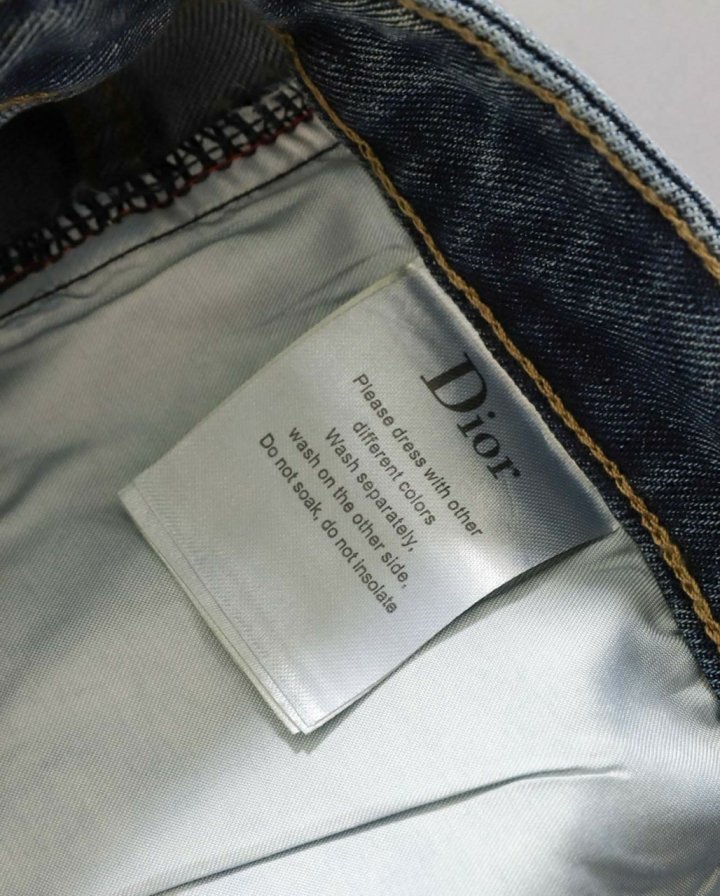 Dior
Please dress with other
different colors
Wash separately,
wash on the other side,
Do not soak, do not insolate